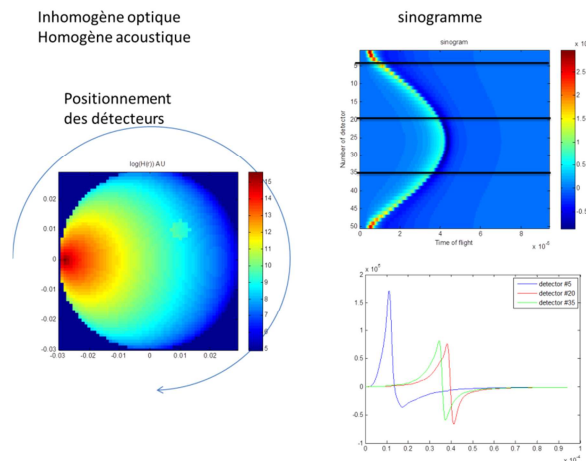 Inhomogène optique
Homogène acoustique
sinogramme
Positionnement
des détecteurs
log(H(r)) AU
0.02
0.01
0
-0.01
-0.02
-0.03
-0.03 -0.02 -0.01 0 0.01 0.02
15
14
13
12
11
10
9
8
7
6
5
sinogram
Number of detector
5
10
15
20
25
30
35
40
45
50
0 2 4 6 8
Time of flight
2.5
2
1.5
1
0.5
0
-0.5
detector #5
detector #20
detector #35
2
1.5
1
0.5
0
-0.5
-1
0 0.1 0.2 0.3 0.4 0.5 0.6 0.7 0.8 0.9 1